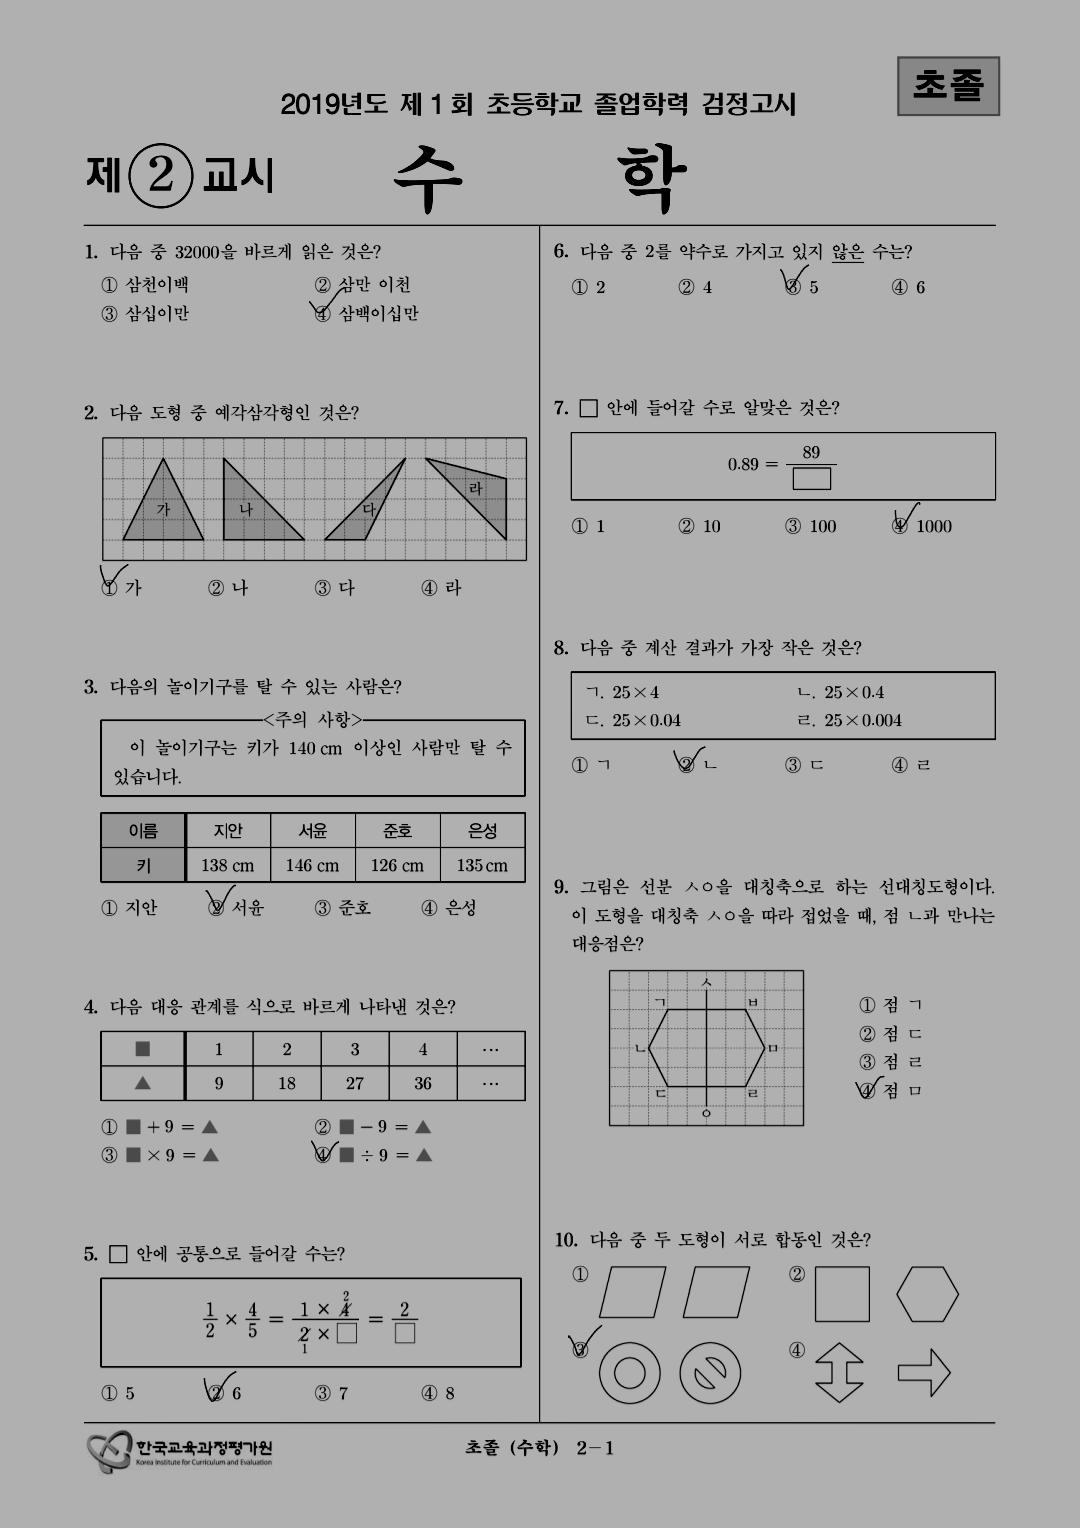 초졸
2019년도 제 1 회 초등학교 졸업학력 검정고시
제 ② 교시 수 학
1. 다음 중 32000을 바르게 읽은 것은?
① 삼천이백 ② 삼만 이천
③ 삼십이만 ④ 삼백이십만
2. 다음 도형 중 예각삼각형인 것은?
가 나 다 라
① 가 ② 나 ③ 다 ④ 라
3. 다음의 놀이기구를 탈 수 있는 사람은?
<주의 사항>
이 놀이기구는 키가 140 cm 이상인 사람만 탈 수
있습니다.
이름 지안 서윤 준호 은성
키 138 cm 146 cm 126 cm 135 cm
① 지안 ② 서윤 ③ 준호 ④ 은성
4. 다음 대응 관계를 식으로 바르게 나타낸 것은?
■ 1 2 3 4 ⋯
▲ 9 18 27 36 ⋯
① ■ + 9 = ▲ ② ■ − 9 = ▲
③ ■ × 9 = ▲ ④ ■ ÷ 9 = ▲
5. □ 안에 공통으로 들어갈 수는?
1/2 × 4/5 = (1 × 4)/(2 × □) = 2/□
2
1
① 5 ② 6 ③ 7 ④ 8
6. 다음 중 2를 약수로 가지고 있지 않은 수는?
① 2 ② 4 ③ 5 ④ 6
7. □ 안에 들어갈 수로 알맞은 것은?
0.89 = 89/□
① 1 ② 10 ③ 100 ④ 1000
8. 다음 중 계산 결과가 가장 작은 것은?
ㄱ. 25×4 ㄴ. 25×0.4
ㄷ. 25×0.04 ㄹ. 25×0.004
① ㄱ ② ㄴ ③ ㄷ ④ ㄹ
9. 그림은 선분 ㅅㅇ을 대칭축으로 하는 선대칭도형이다.
이 도형을 대칭축 ㅅㅇ을 따라 접었을 때, 점 ㄴ과 만나는
대응점은?
ㅅ
ㄱ ㅂ
ㄴ ㅁ
ㄷ ㄹ
ㅇ
① 점 ㄱ
② 점 ㄷ
③ 점 ㄹ
④ 점 ㅁ
10. 다음 중 두 도형이 서로 합동인 것은?
① ②
③ ④
한국교육과정평가원
Korea Institute for Curriculum and Evaluation
초졸 (수학) 2－1